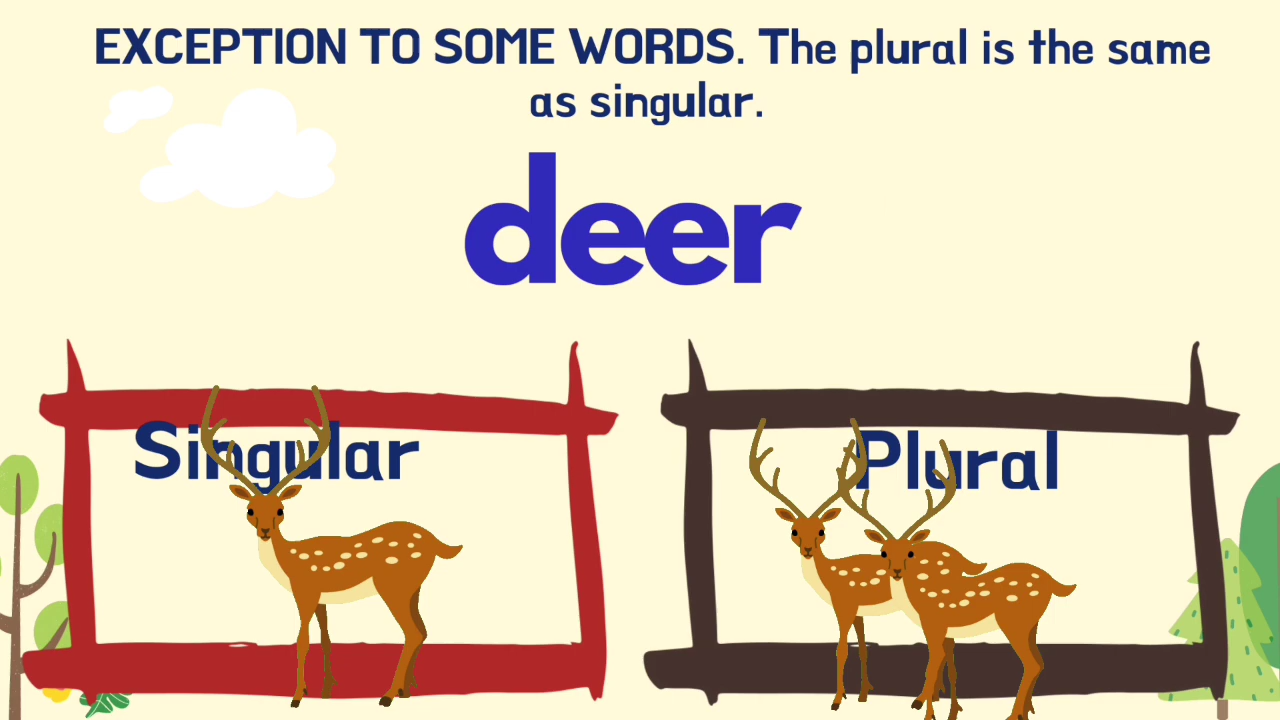 EXCEPTION TO SOME WORDS. The plural is the same
as singular.
deer
Singular
Plural